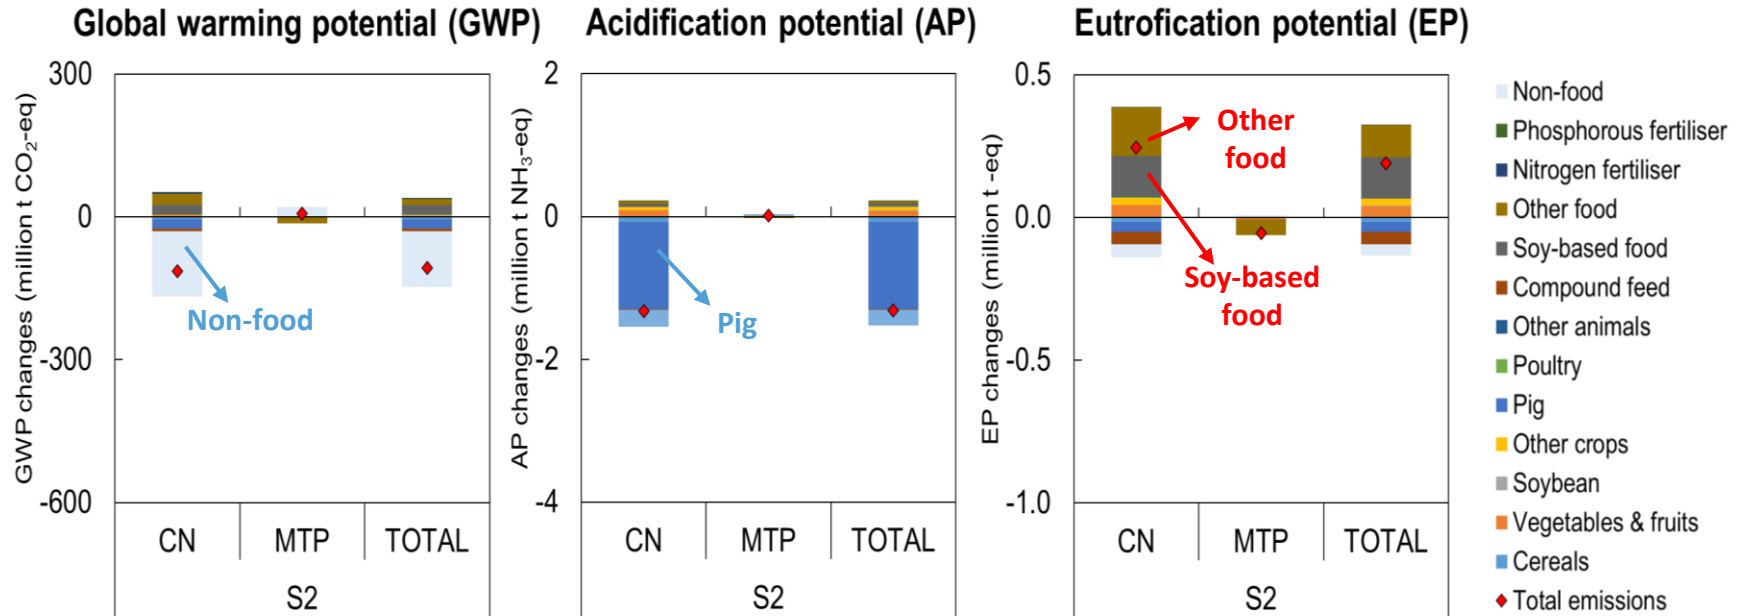 Global warming potential (GWP)
Acidification potential (AP)
Eutrofication potential (EP)
GWP changes (million t CO₂-eq)
300
0
-300
-600
Non-food
CN
MTP
TOTAL
S2
AP changes (million t NH₃-eq)
2
0
-2
-4
Pig
CN
MTP
TOTAL
S2
EP changes (million t -eq)
0.5
0.0
-0.5
-1.0
Other
food
Soy-based
food
CN
MTP
TOTAL
S2
Non-food
Phosphorous fertiliser
Nitrogen fertiliser
Other food
Soy-based food
Compound feed
Other animals
Poultry
Pig
Other crops
Soybean
Vegetables & fruits
Cereals
Total emissions